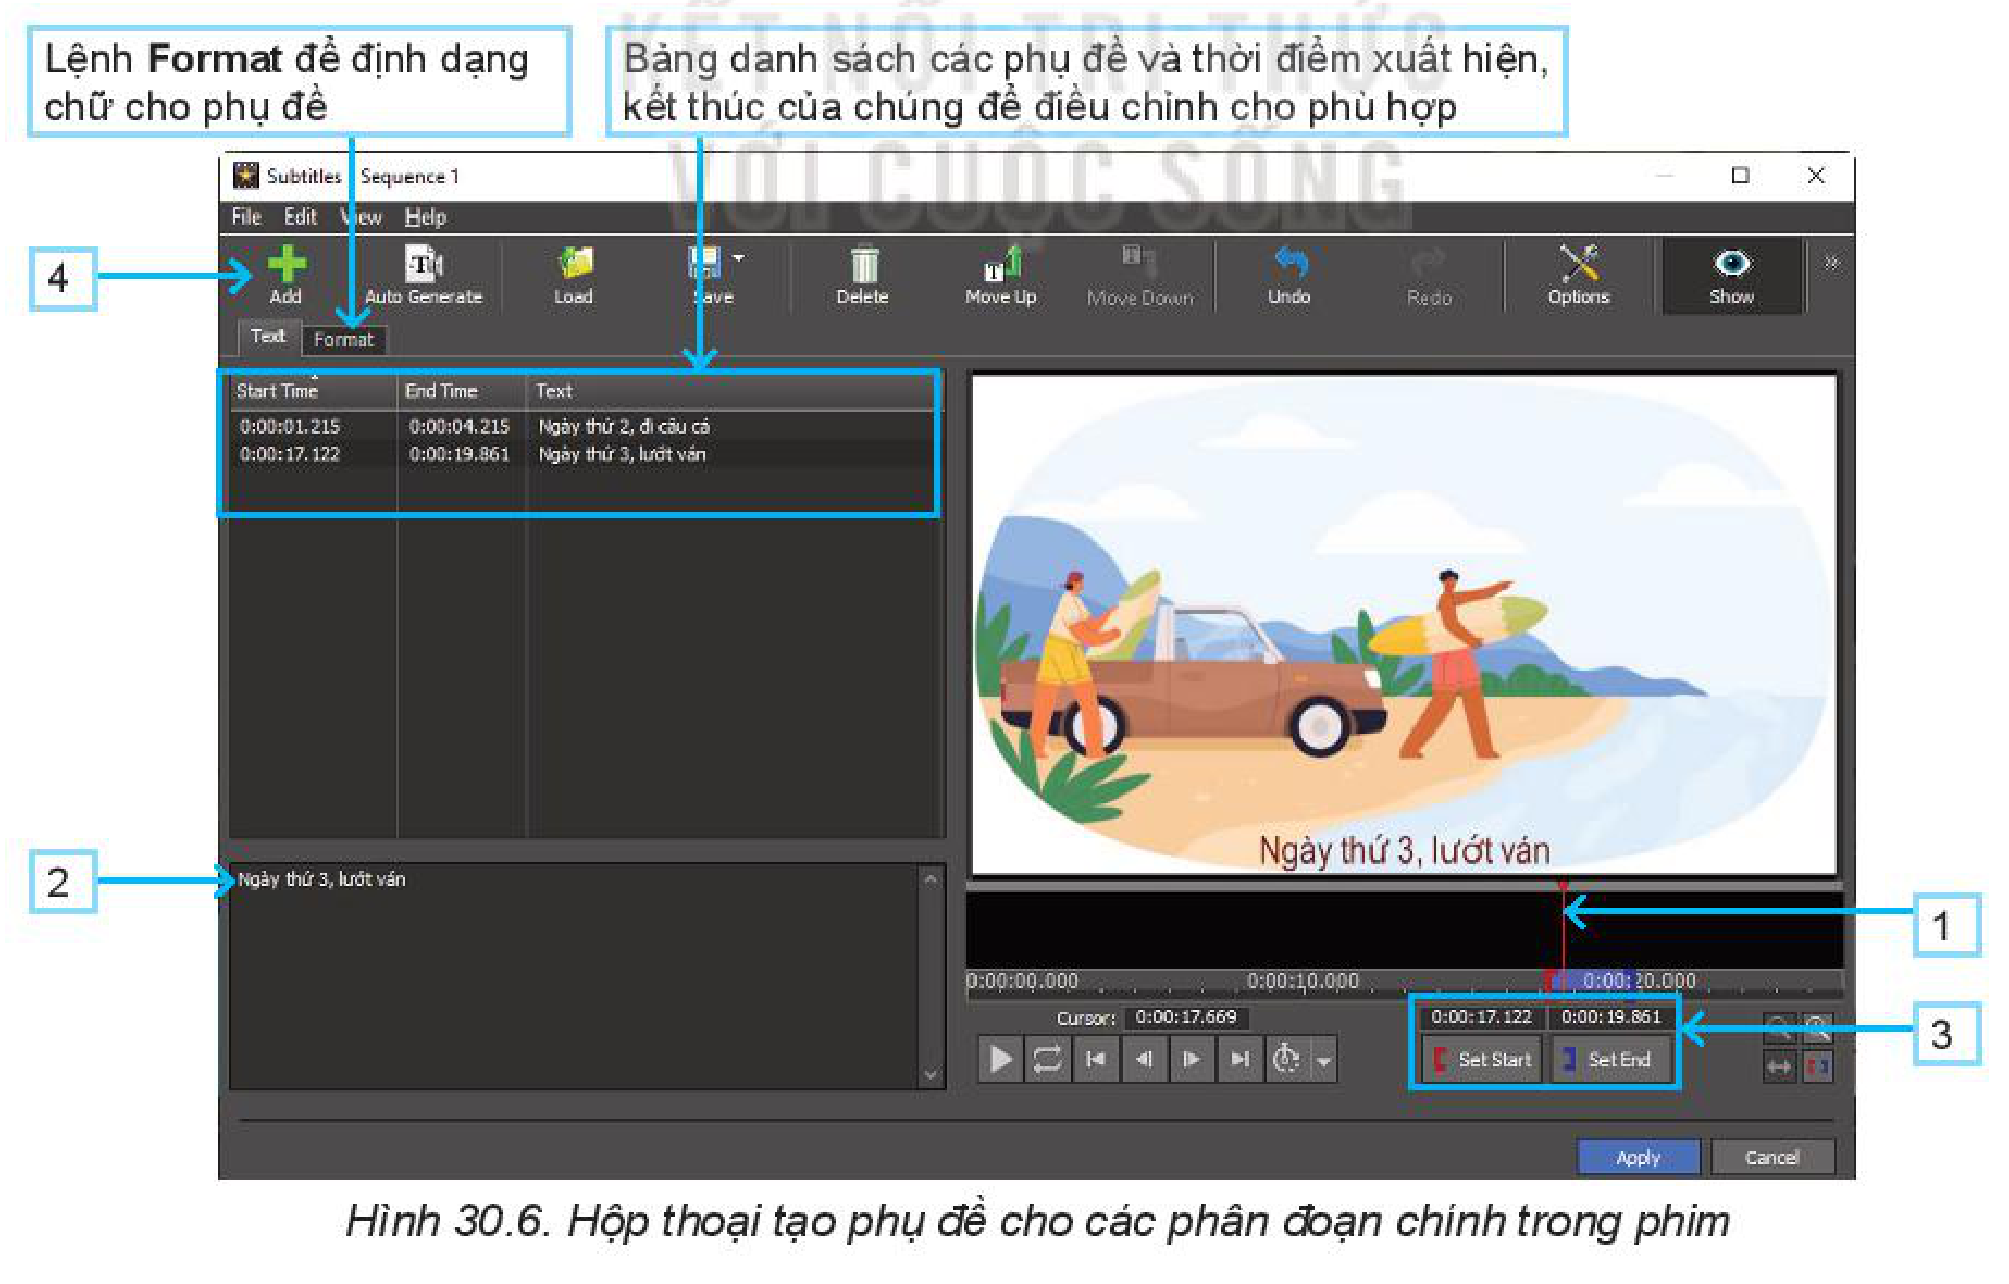 KẾT NỐI TRI THỨC
Lệnh Format để định dạng
chữ cho phụ đề
Bảng danh sách các phụ đề và thời điểm xuất hiện,
kết thúc của chúng để điều chỉnh cho phù hợp
VỚI CUỘC SỐNG
Subtitles Sequence 1
File Edit View Help
4
Add
Auto Generate
Load
Save
Delete
Move Up
Move Down
Undo
Redo
Options
Show
Text Format
Start Time End Time Text
0:00:01.215 0:00:04.215 Ngày thứ 2, đi câu cá
0:00:17.122 0:00:19.861 Ngày thứ 3, lướt ván
Ngày thứ 3, lướt ván
2
Ngày thứ 3, lướt ván
1
0:00:00.000 0:00:10.000 0:00:20.000
Cursor: 0:00:17.669 0:00:17.122 0:00:19.861
3
Set Start Set End
Apply Cancel
Hình 30.6. Hộp thoại tạo phụ đề cho các phân đoạn chính trong phim